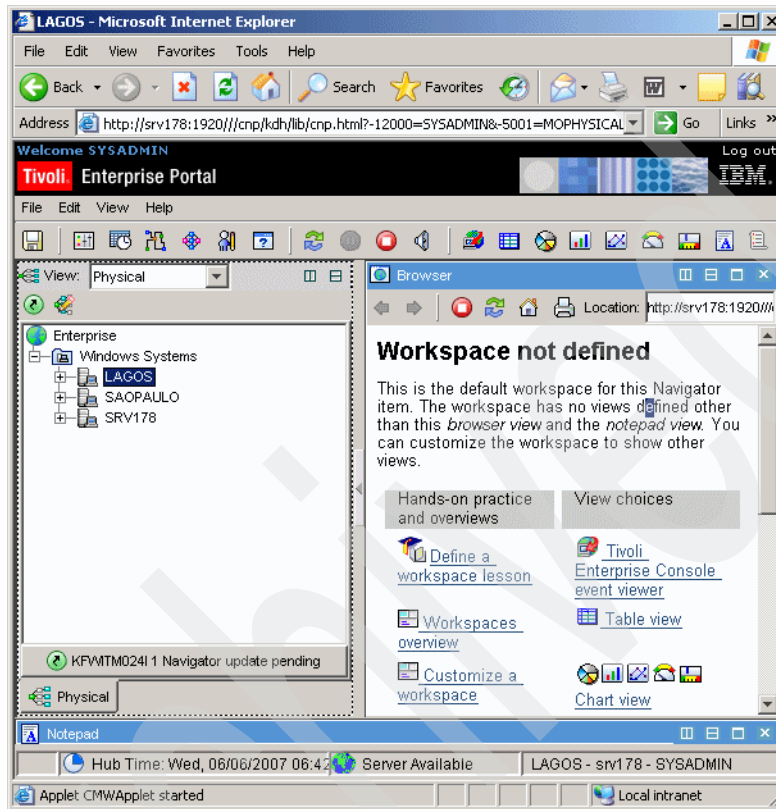 LAGOS - Microsoft Internet Explorer
File Edit View Favorites Tools Help
Back Search Favorites
Address http://srv178:1920///cnp/kdh/lib/cnp.html?-12000=SYSADMIN&-5001=MOPHYSICAL Go Links »
Welcome SYSADMIN Log out
Tivoli. Enterprise Portal IBM.
File Edit View Help
View: Physical
Browser
Location: http://srv178:1920///
Enterprise
Windows Systems
LAGOS
SAOPAULO
SRV178
Workspace not defined
This is the default workspace for this Navigator
item. The workspace has no views defined other
than this browser view and the notepad view. You
can customize the workspace to show other
views.
Hands-on practice
and overviews
View choices
Define a
workspace lesson
Tivoli
Enterprise Console
event viewer
Workspaces
overview
Table view
Customize a
workspace
Chart view
KFWITM024I 1 Navigator update pending
Physical
Notepad
Hub Time: Wed, 06/06/2007 06:42 Server Available LAGOS - srv178 - SYSADMIN
Applet CMWApplet started Local intranet